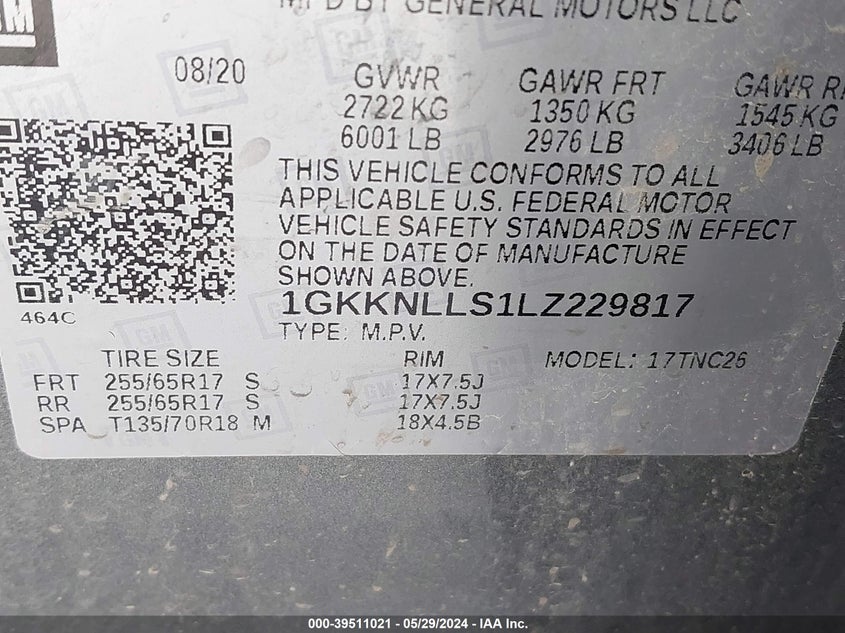 GM
MFD BY GENERAL MOTORS LLC
08/20 GVWR GAWR FRT GAWR
2722 KG 1350 KG 1545 KG
6001 LB 2976 LB 3406 LB
THIS VEHICLE CONFORMS TO ALL
APPLICABLE U.S. FEDERAL MOTOR
VEHICLE SAFETY STANDARDS IN EFFECT
ON THE DATE OF MANUFACTURE
SHOWN ABOVE.
464C 1GKKNLLS1LZ229817
TYPE: M.P.V.
TIRE SIZE RIM MODEL: 17TNC26
FRT 255/65R17 S 17X7.5J
RR 255/65R17 S 17X7.5J
SPA T135/70R18 M 18X4.5B
000-39511021 - 05/29/2024 - IAA Inc.